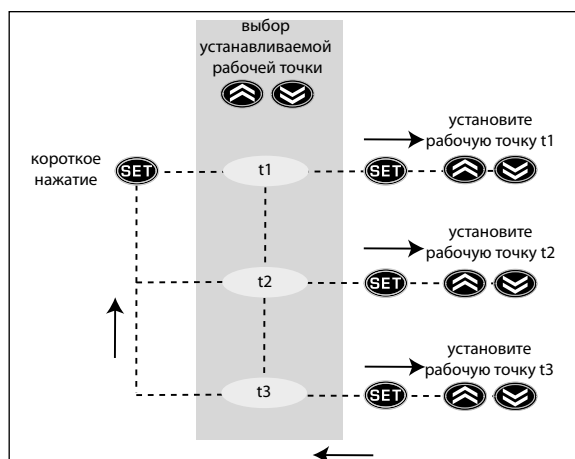 выбор
устанавливаемой
рабочей точки
установите
рабочую точку t1
короткое
нажатие
SET
t1
SET
установите
рабочую точку t2
t2
SET
установите
рабочую точку t3
t3
SET